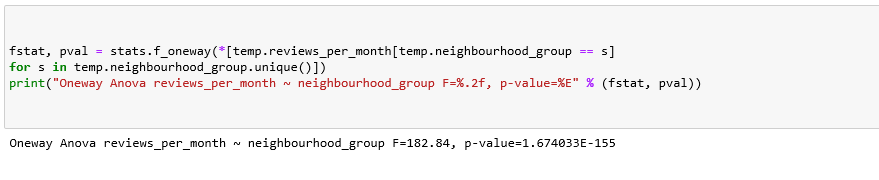 fstat, pval = stats.f_oneway(*[temp.reviews_per_month[temp.neighbourhood_group == s]
for s in temp.neighbourhood_group.unique()])
print("Oneway Anova reviews_per_month ~ neighbourhood_group F=%.2f, p-value=%E" % (fstat, pval))
Oneway Anova reviews_per_month ~ neighbourhood_group F=182.84, p-value=1.674033E-155